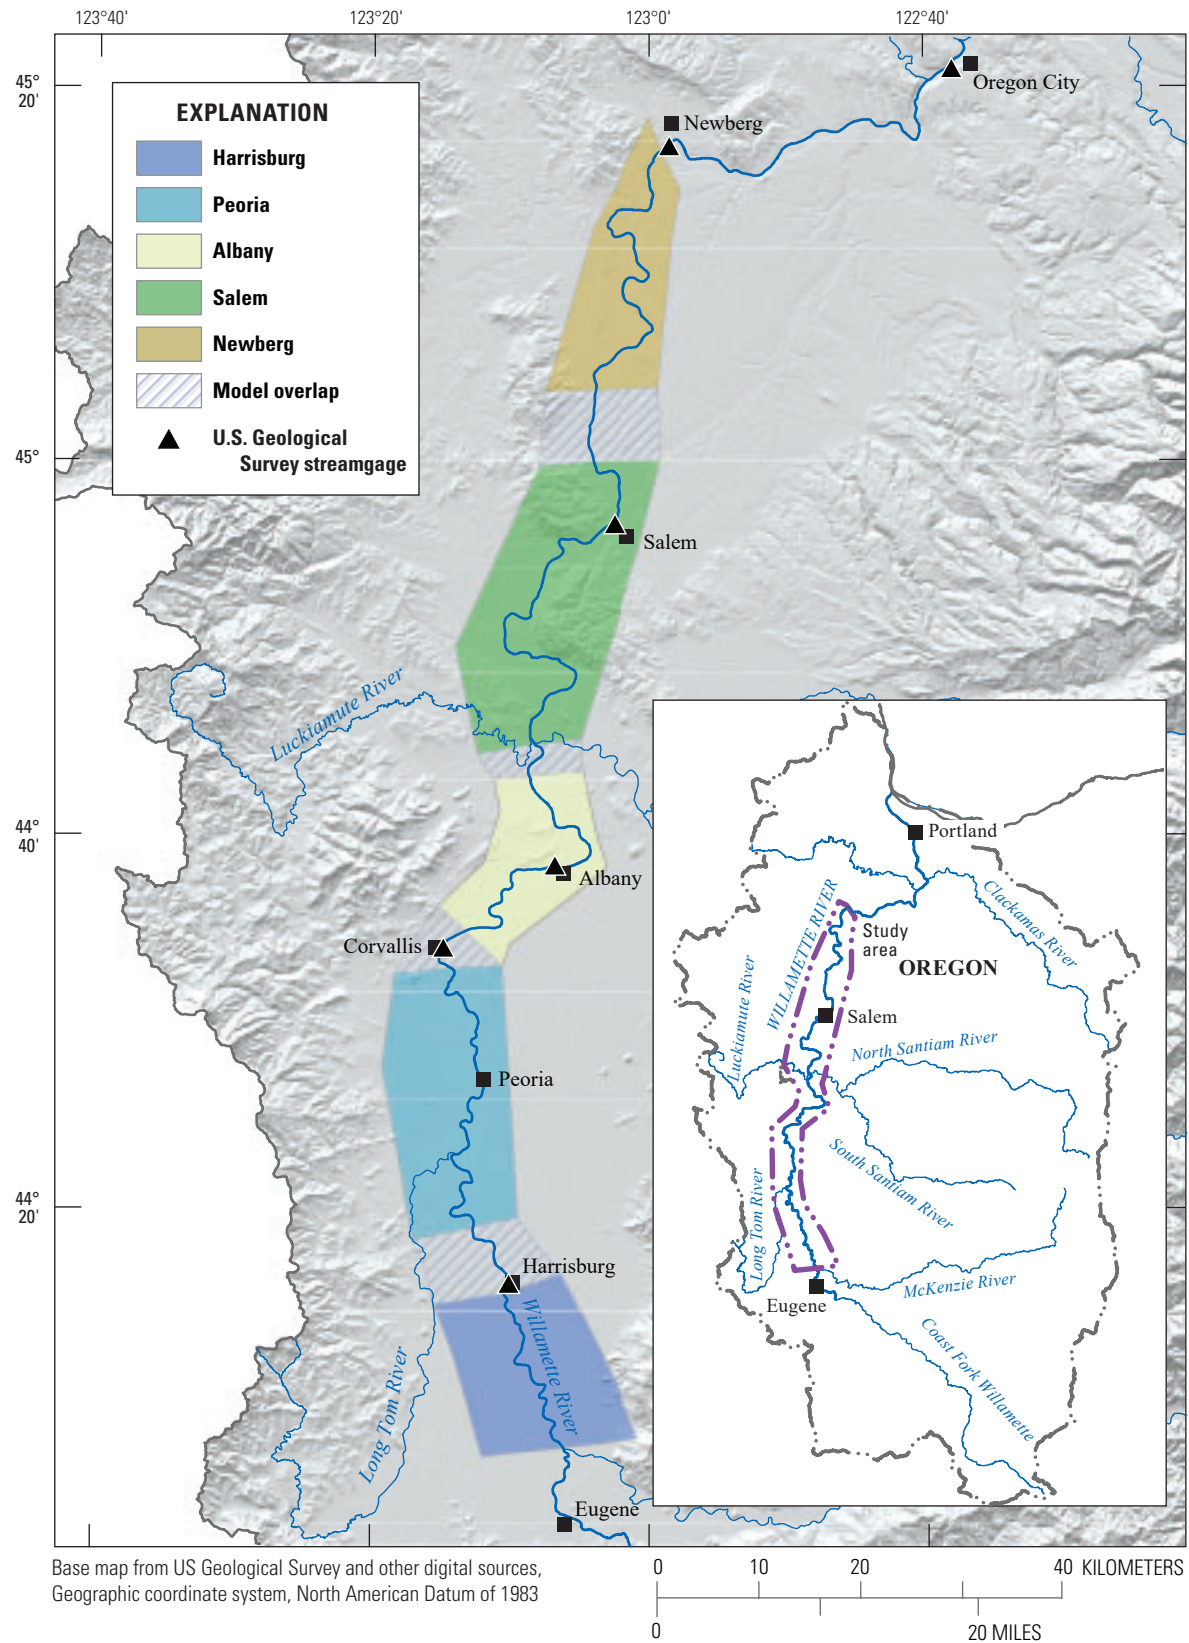 123°40'
123°20'
123°0'
122°40'
45°
20'
45°
44°
40'
44°
20'
EXPLANATION
Harrisburg
Peoria
Albany
Salem
Newberg
Model overlap
U.S. Geological
Survey streamgage
Oregon City
Newberg
Salem
Luckiamute River
Albany
Corvallis
Peoria
Harrisburg
Willamette River
Long Tom River
Eugene
Portland
Clackamas River
WILLAMETTE RIVER
Study
area
OREGON
Luckiamute River
Salem
North Santiam River
South Santiam River
Long Tom River
McKenzie River
Eugene
Coast Fork Willamette
Base map from US Geological Survey and other digital sources,
Geographic coordinate system, North American Datum of 1983
0 10 20 40 KILOMETERS
0 20 MILES